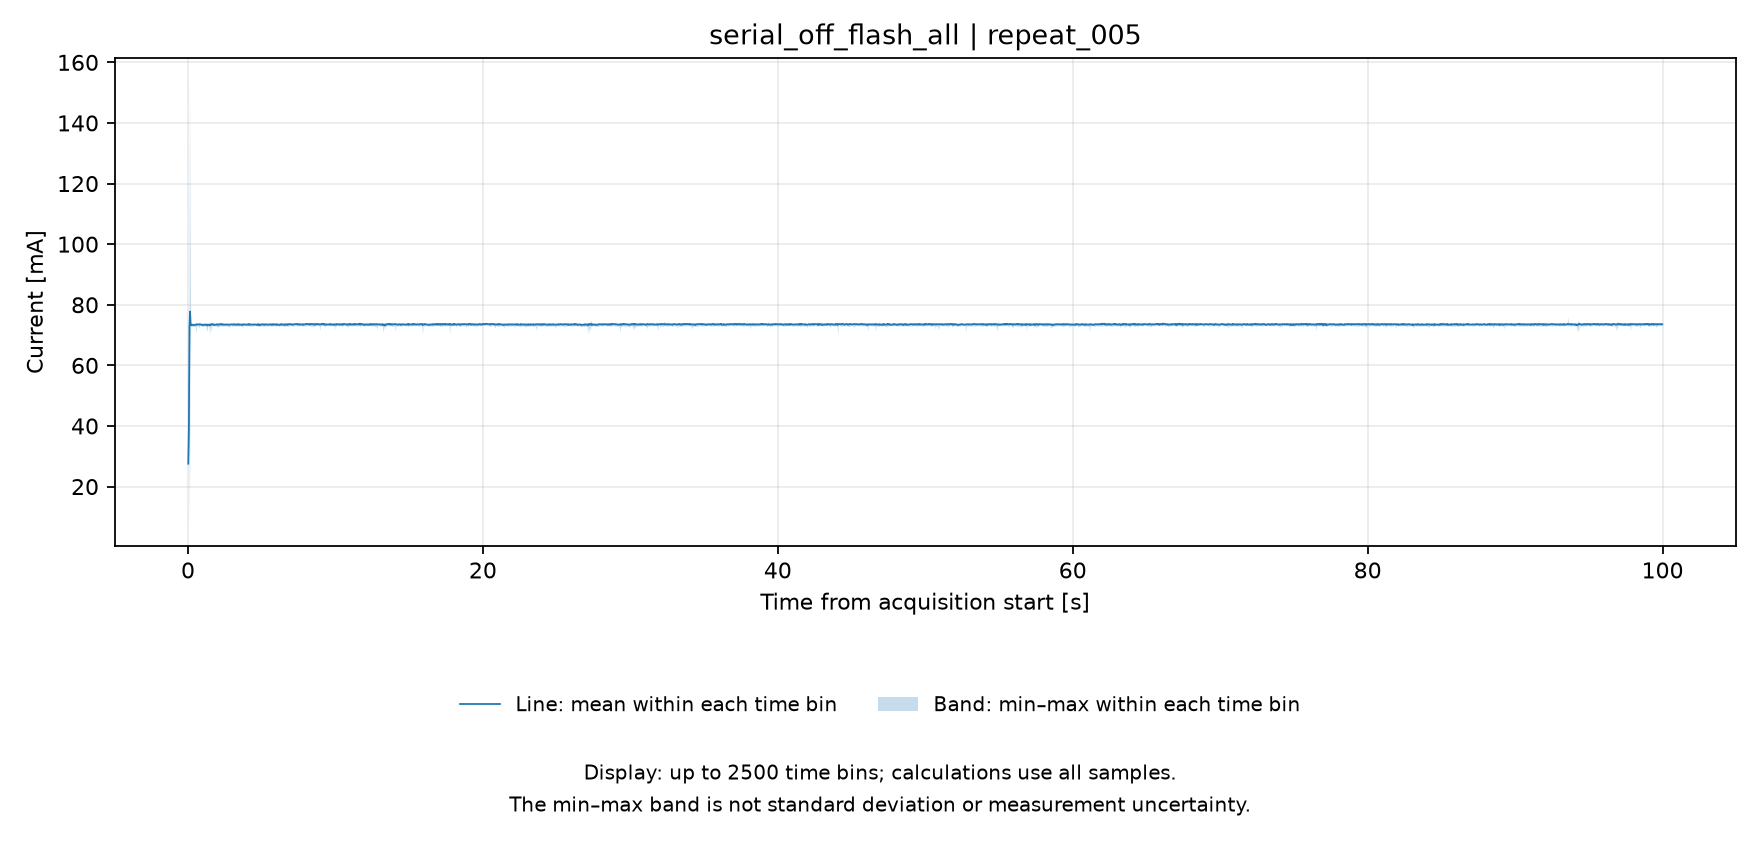 serial_off_flash_all | repeat_005
160
140
120
100
80
60
40
20
Current [mA]
0 20 40 60 80 100
Time from acquisition start [s]
Line: mean within each time bin Band: min–max within each time bin
Display: up to 2500 time bins; calculations use all samples.
The min–max band is not standard deviation or measurement uncertainty.